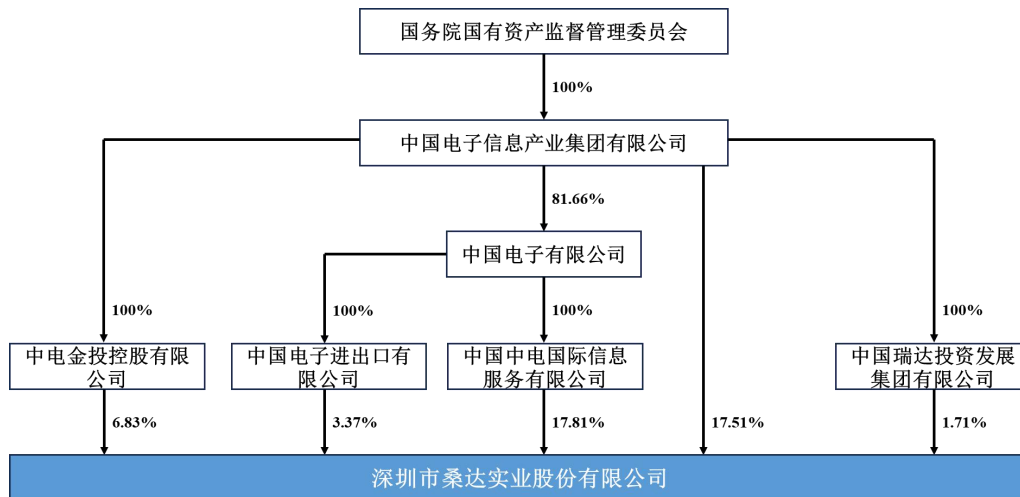 国务院国有资产监督管理委员会
100%
中国电子信息产业集团有限公司
81.66%
中国电子有限公司
100%
100%
100%
100%
中电金投控股有限
公司
中国电子进出口有
限公司
中国中电国际信息
服务有限公司
中国瑞达投资发展
集团有限公司
6.83%
3.37%
17.81%
17.51%
1.71%
深圳市桑达实业股份有限公司